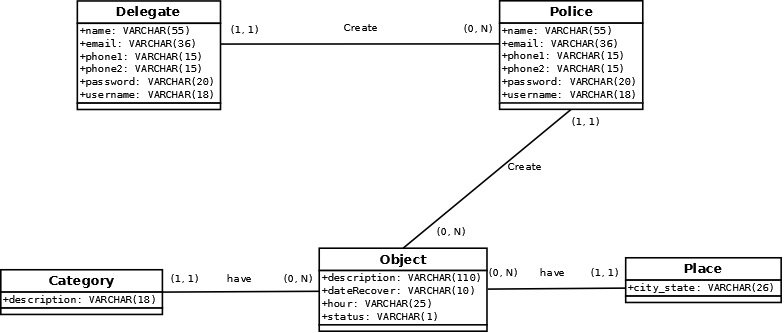 Delegate
+name: VARCHAR(55)
+email: VARCHAR(36)
+phone1: VARCHAR(15)
+phone2: VARCHAR(15)
+password: VARCHAR(20)
+username: VARCHAR(18)
(1, 1)
Create
(0, N)
Police
+name: VARCHAR(55)
+email: VARCHAR(36)
+phone1: VARCHAR(15)
+phone2: VARCHAR(15)
+password: VARCHAR(20)
+username: VARCHAR(18)
(1, 1)
Create
(0, N)
Category
+description: VARCHAR(18)
(1, 1)
have
(0, N)
Object
+description: VARCHAR(110)
+dateRecover: VARCHAR(10)
+hour: VARCHAR(25)
+status: VARCHAR(1)
(0, N)
have
(1, 1)
Place
+city_state: VARCHAR(26)